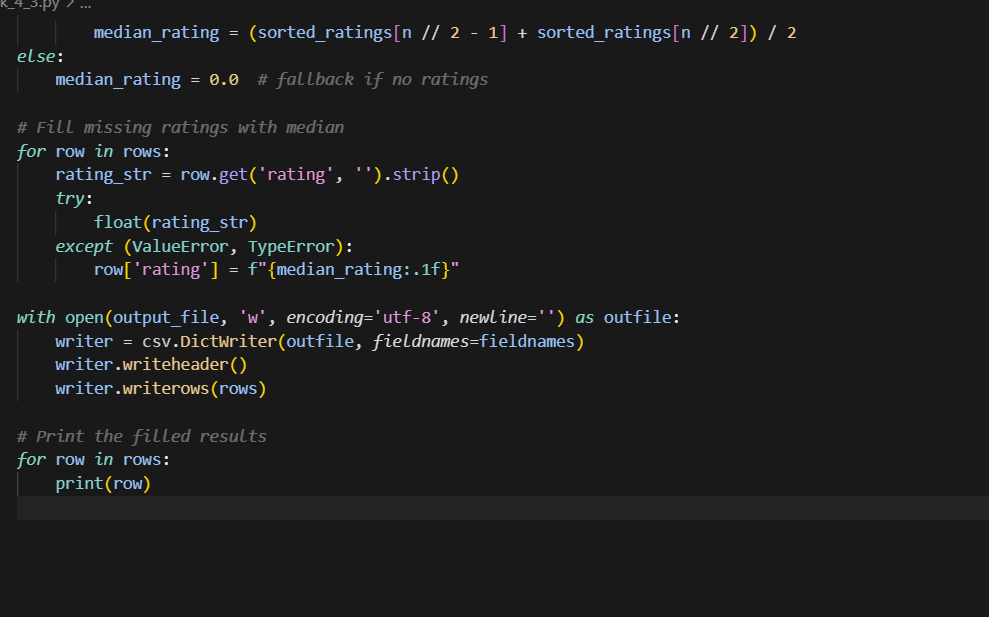 k_4_3.py > ...
        median_rating = (sorted_ratings[n // 2 - 1] + sorted_ratings[n // 2]) / 2
else:
    median_rating = 0.0  # fallback if no ratings

# Fill missing ratings with median
for row in rows:
    rating_str = row.get('rating', '').strip()
    try:
        float(rating_str)
    except (ValueError, TypeError):
        row['rating'] = f"{median_rating:.1f}"

with open(output_file, 'w', encoding='utf-8', newline='') as outfile:
    writer = csv.DictWriter(outfile, fieldnames=fieldnames)
    writer.writeheader()
    writer.writerows(rows)

# Print the filled results
for row in rows:
    print(row)